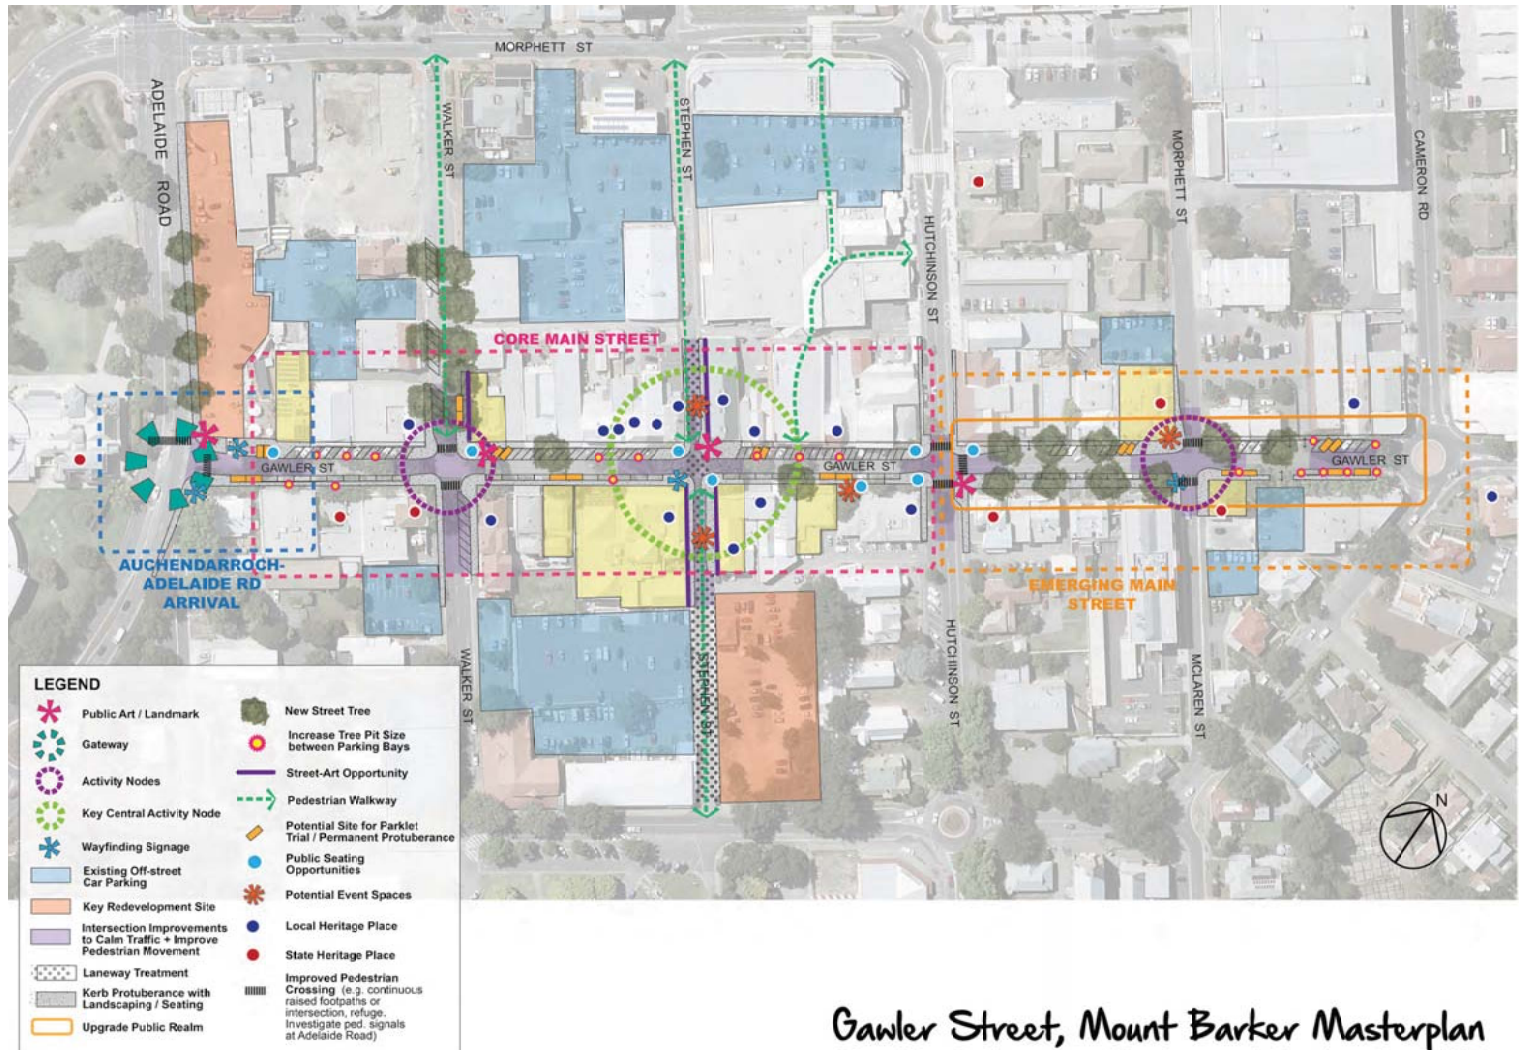 MORPHETT ST
ADELAIDE ROAD
WALKER ST
STEPHEN ST
HUTCHINSON ST
MORPHETT ST
CAMERON RD
CORE MAIN STREET
GAWLER ST
GAWLER ST
GAWLER ST
AUCHENDARROCH-
ADELAIDE RD
ARRIVAL
EMERGING MAIN
STREET
WALKER ST
STEPHEN ST
HUTCHINSON ST
MCLAREN ST
N
LEGEND
Public Art / Landmark
Gateway
Activity Nodes
Key Central Activity Node
Wayfinding Signage
Existing Off-street
Car Parking
Key Redevelopment Site
Intersection Improvements
to Calm Traffic + Improve
Pedestrian Movement
Laneway Treatment
Kerb Protuberance with
Landscaping / Seating
Upgrade Public Realm
New Street Tree
Increase Tree Pit Size
between Parking Bays
Street-Art Opportunity
Pedestrian Walkway
Potential Site for Parklet
Trial / Permanent Protuberance
Public Seating
Opportunities
Potential Event Spaces
Local Heritage Place
State Heritage Place
Improved Pedestrian
Crossing (e.g. continuous
raised footpaths or
intersection, refuge.
Investigate ped. signals
at Adelaide Road)
Gawler Street, Mount Barker Masterplan